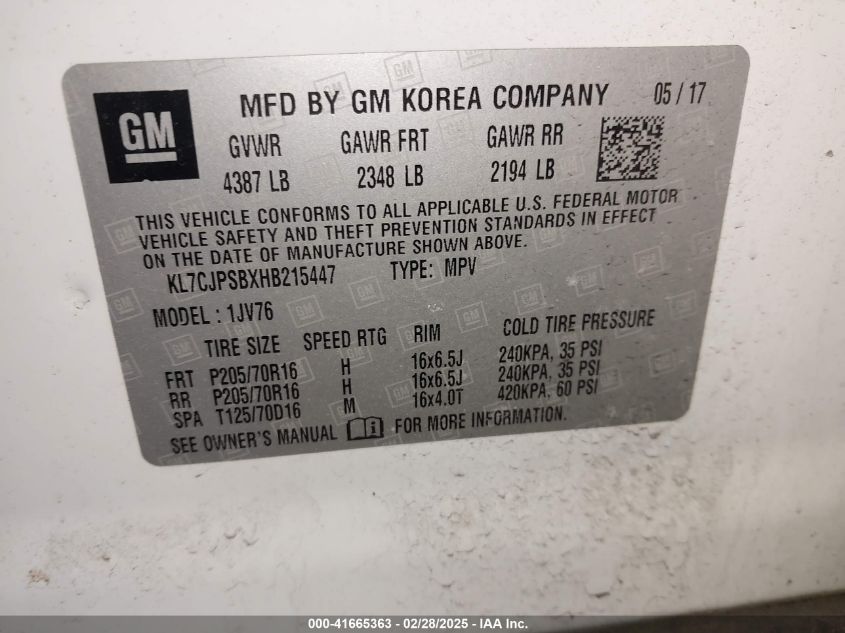 GM
MFD BY GM KOREA COMPANY 05 / 17
GVWR GAWR FRT GAWR RR
4387 LB 2348 LB 2194 LB
THIS VEHICLE CONFORMS TO ALL APPLICABLE U.S. FEDERAL MOTOR
VEHICLE SAFETY AND THEFT PREVENTION STANDARDS IN EFFECT
ON THE DATE OF MANUFACTURE SHOWN ABOVE.
KL7CJPSBXHB215447 TYPE: MPV
MODEL : 1JV76
TIRE SIZE SPEED RTG RIM COLD TIRE PRESSURE
FRT P205/70R16 H 16x6.5J 240KPA, 35 PSI
RR P205/70R16 H 16x6.5J 240KPA, 35 PSI
SPA T125/70D16 M 16x4.0T 420KPA, 60 PSI
SEE OWNER'S MANUAL FOR MORE INFORMATION.
000-41665363 - 02/28/2025 - IAA Inc.